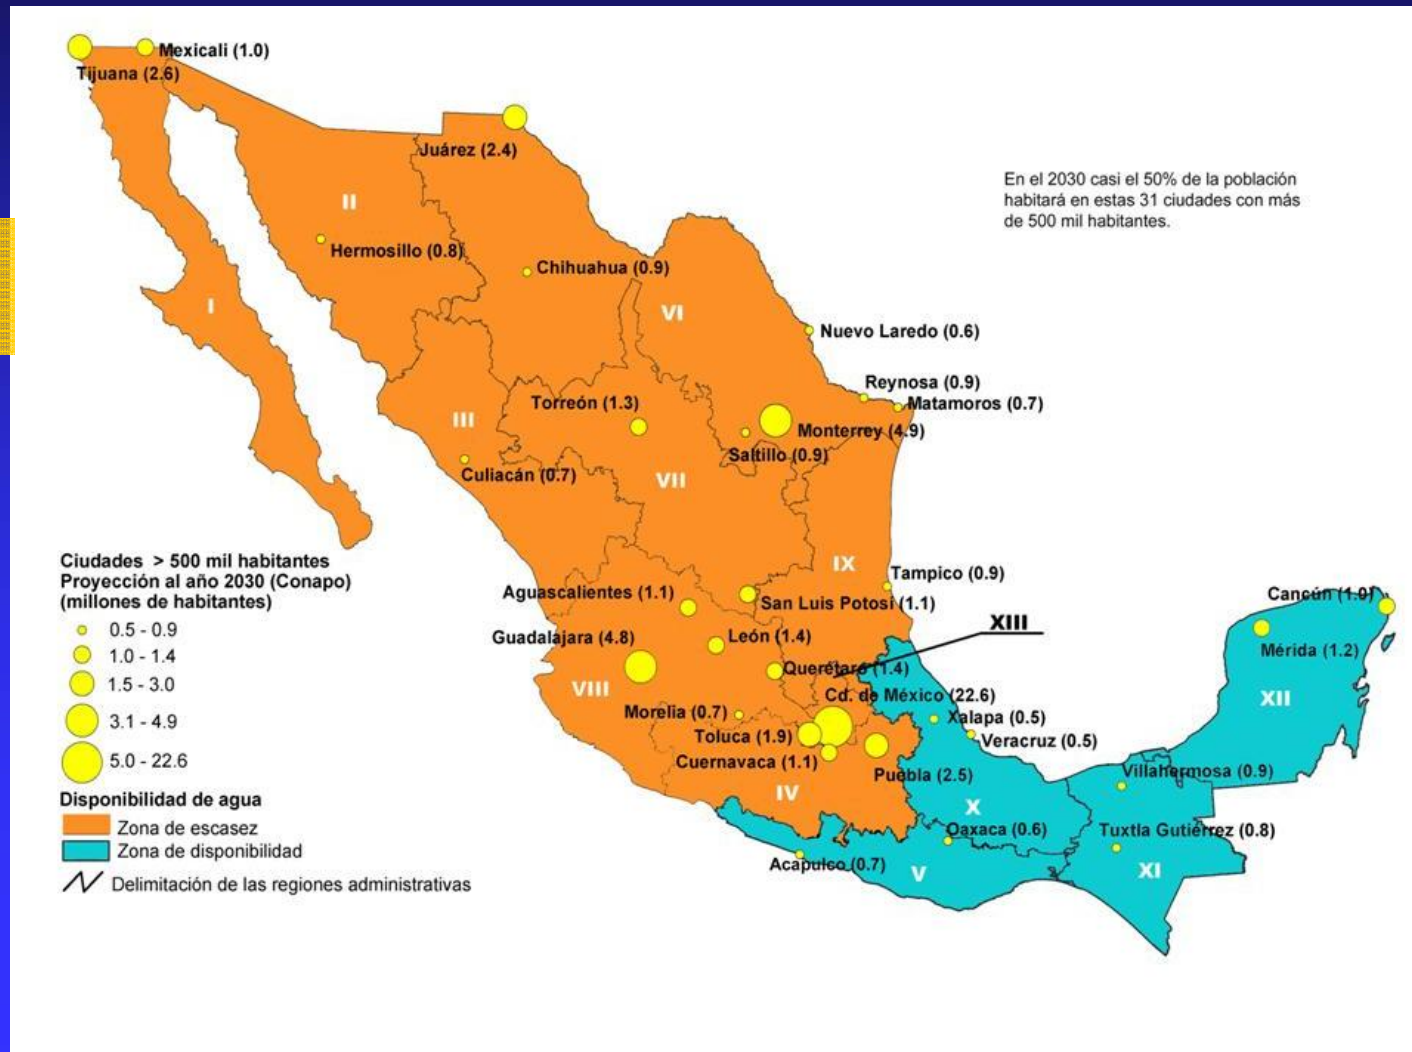 Mexicali (1.0)
Tijuana (2.6)
Juárez (2.4)
En el 2030 casi el 50% de la población
habitará en estas 31 ciudades con más
de 500 mil habitantes.
II
Hermosillo (0.8)
Chihuahua (0.9)
I
VI
Nuevo Laredo (0.6)
Reynosa (0.9)
Matamoros (0.7)
Torreón (1.3)
III
Monterrey (4.9)
Saltillo (0.9)
Culiacán (0.7)
VII
Ciudades > 500 mil habitantes
Proyección al año 2030 (Conapo)
(millones de habitantes)
0.5 - 0.9
1.0 - 1.4
1.5 - 3.0
3.1 - 4.9
5.0 - 22.6
Disponibilidad de agua
Zona de escasez
Zona de disponibilidad
Delimitación de las regiones administrativas
IX
Tampico (0.9)
Aguascalientes (1.1)
San Luis Potosí (1.1)
Cancún (1.0)
XIII
Guadalajara (4.8)
León (1.4)
Mérida (1.2)
Querétaro (1.4)
VIII
Cd. de México (22.6)
XII
Morelia (0.7)
Xalapa (0.5)
Toluca (1.9)
Veracruz (0.5)
Cuernavaca (1.1)
Puebla (2.5)
Villahermosa (0.9)
IV
X
Oaxaca (0.6)
Tuxtla Gutiérrez (0.8)
Acapulco (0.7)
V
XI